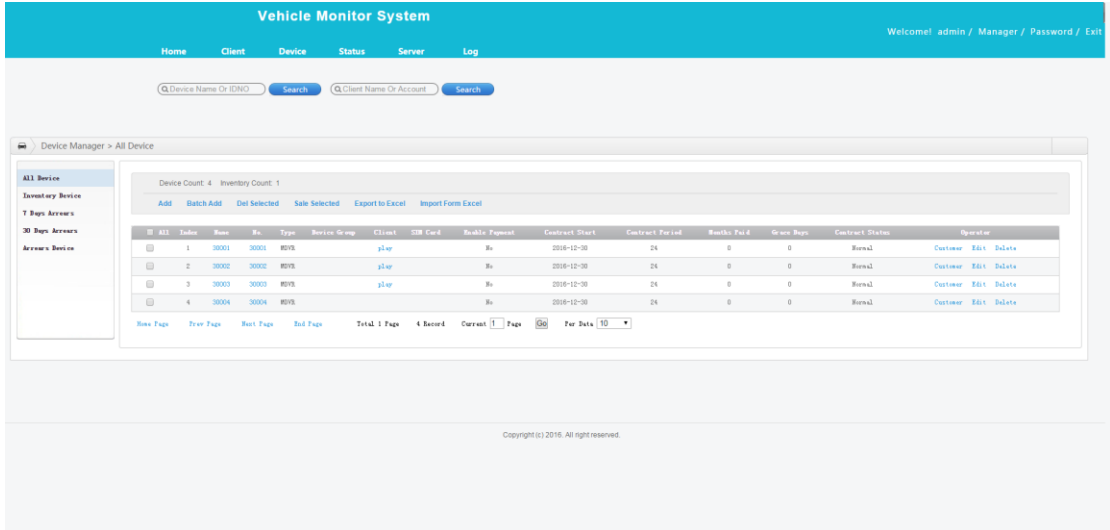 Vehicle Monitor System
Welcome! admin / Manager / Password / Exit
Home Client Device Status Server Log
Device Name Or IDNO Search Client Name Or Account Search
Device Manager > All Device
All Device
Inventary Device
7 Days Arrears
30 Days Arrears
Arrears Device
Device Count: 4 Inventory Count: 1
Add Batch Add Del Selected Sale Selected Export to Excel Import Form Excel
All Index Name No. Type Device Group Client SIM Card Enable Payment Contract Start Contract Period Months Paid Grace Days Contract Status Operator
1 30001 30001 MDVR play No 2016-12-30 24 0 0 Normal Customer Edit Delete
2 30002 30002 MDVR play No 2016-12-30 24 0 0 Normal Customer Edit Delete
3 30003 30003 MDVR play No 2016-12-30 24 0 0 Normal Customer Edit Delete
4 30004 30004 MDVR No 2016-12-30 24 0 0 Normal Customer Edit Delete
Home Page Prev Page Next Page End Page Total 1 Page 4 Record Current 1 Page Go Per Data 10
Copyright (c) 2016. All right reserved.